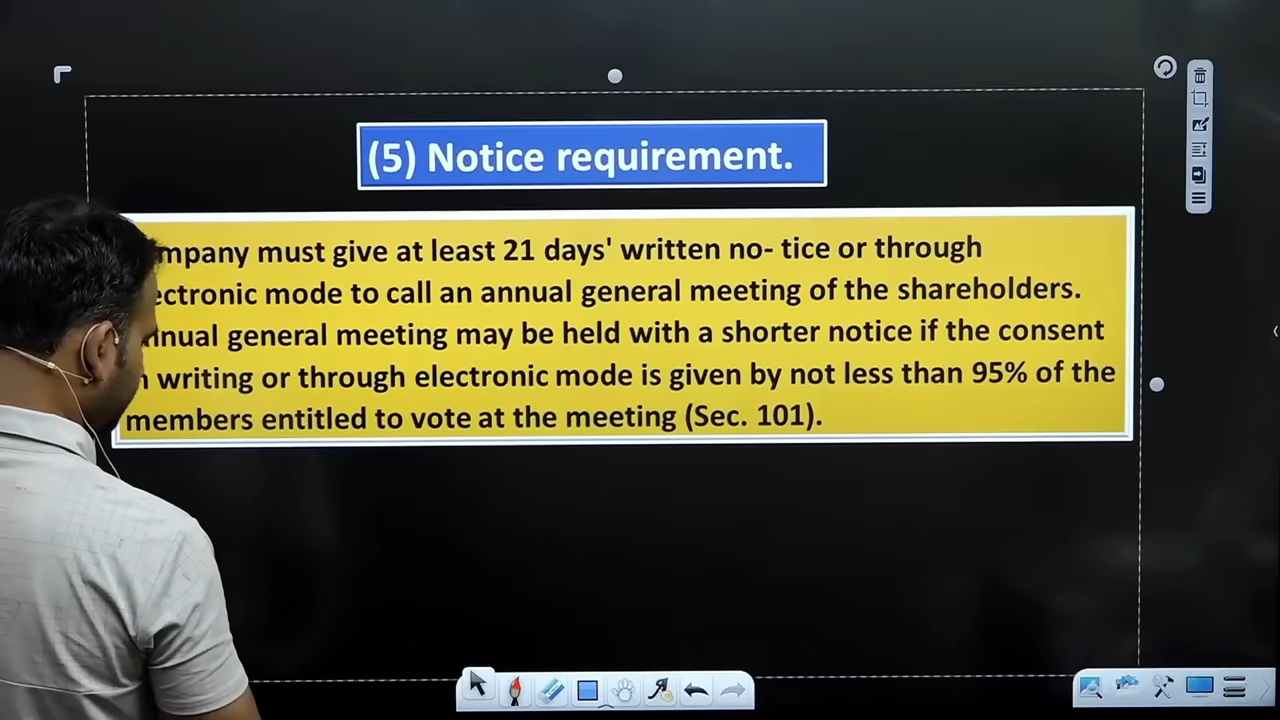 (5) Notice requirement.
mpany must give at least 21 days' written no- tice or through
ectronic mode to call an annual general meeting of the shareholders.
nnual general meeting may be held with a shorter notice if the consent
writing or through electronic mode is given by not less than 95% of the
members entitled to vote at the meeting (Sec. 101).